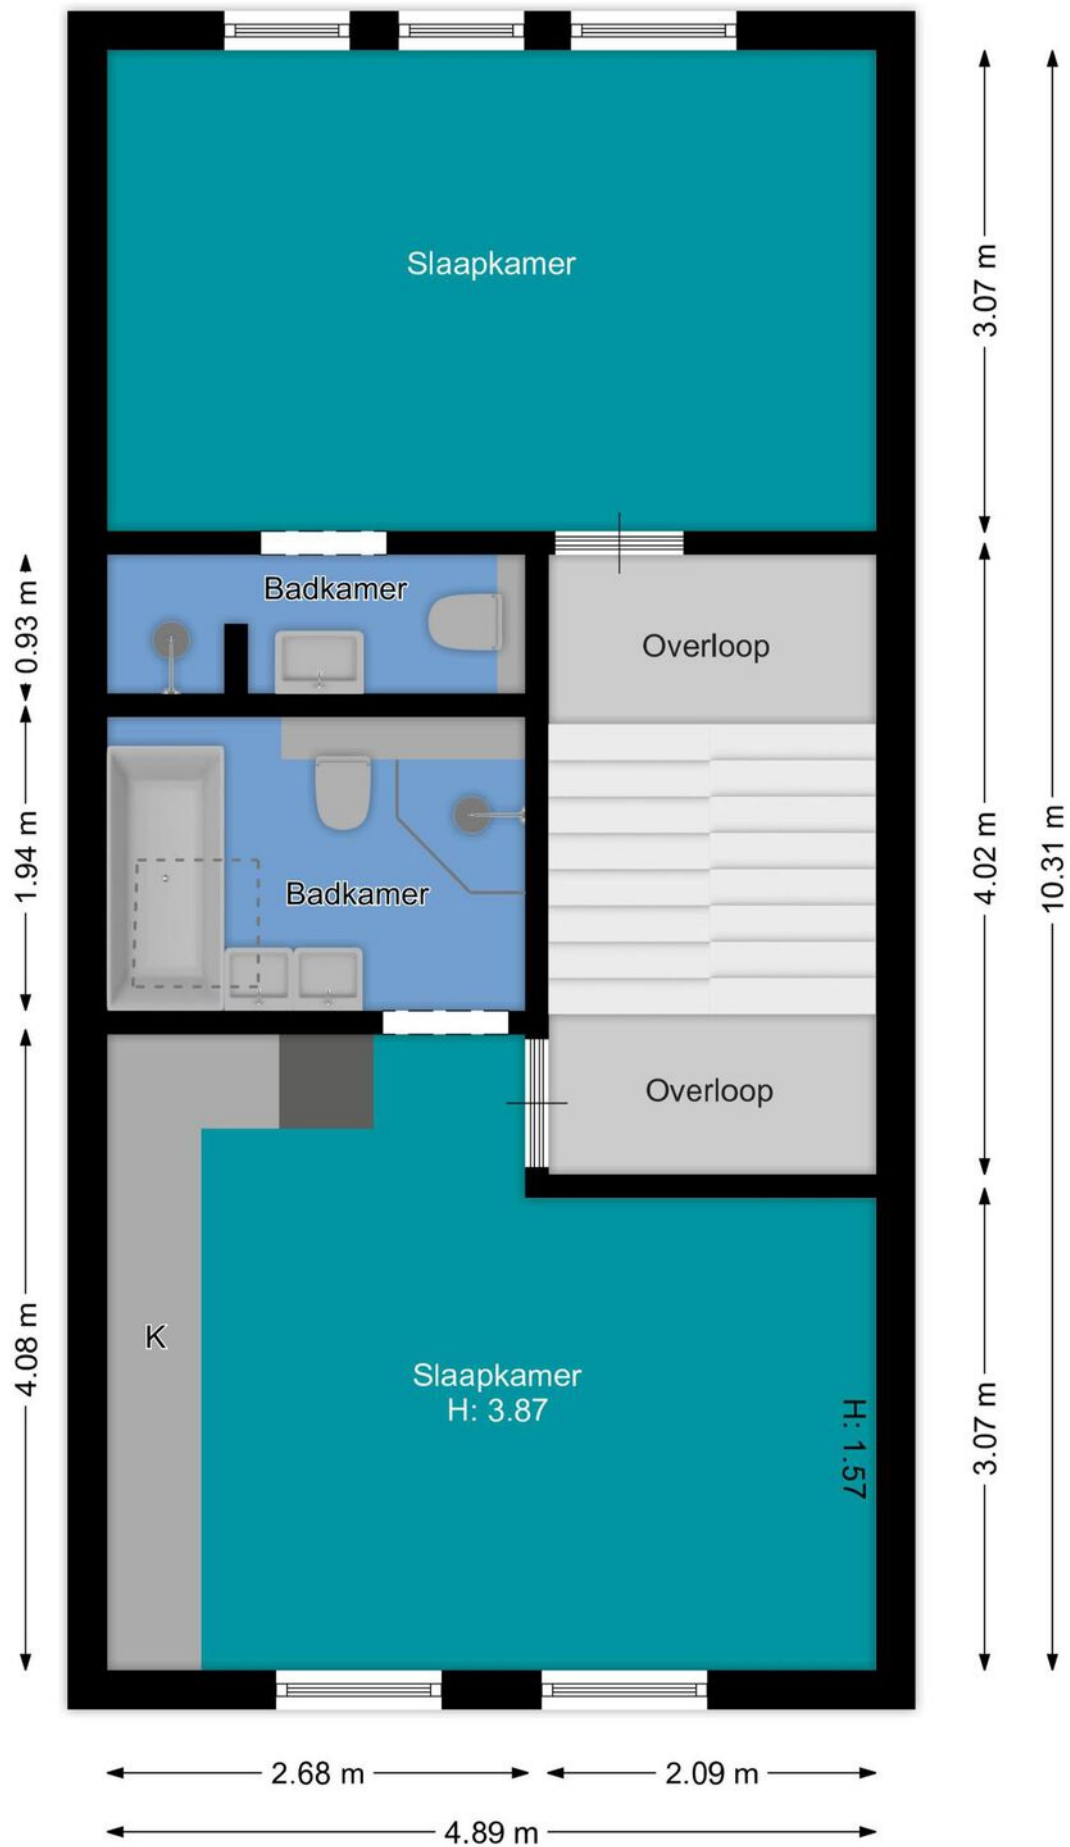 Slaapkamer
3.07 m
Badkamer
0.93 m
Overloop
1.94 m
4.02 m
10.31 m
Badkamer
Overloop
4.08 m
K
Slaapkamer
H: 3.87
H: 1.57
3.07 m
2.68 m
2.09 m
4.89 m